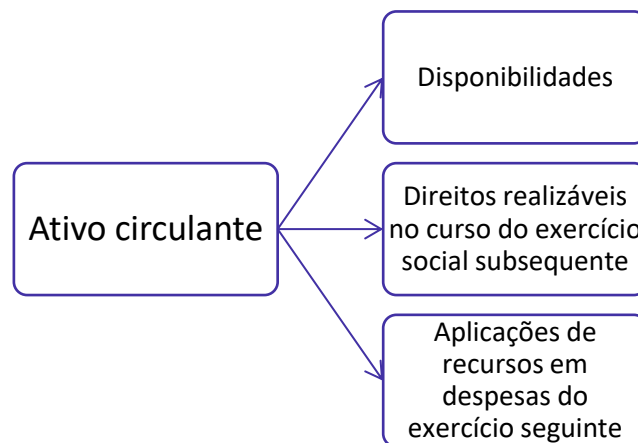 Disponibilidades
Ativo circulante
Direitos realizáveis
no curso do exercício
social subsequente
Aplicações de
recursos em
despesas do
exercício seguinte